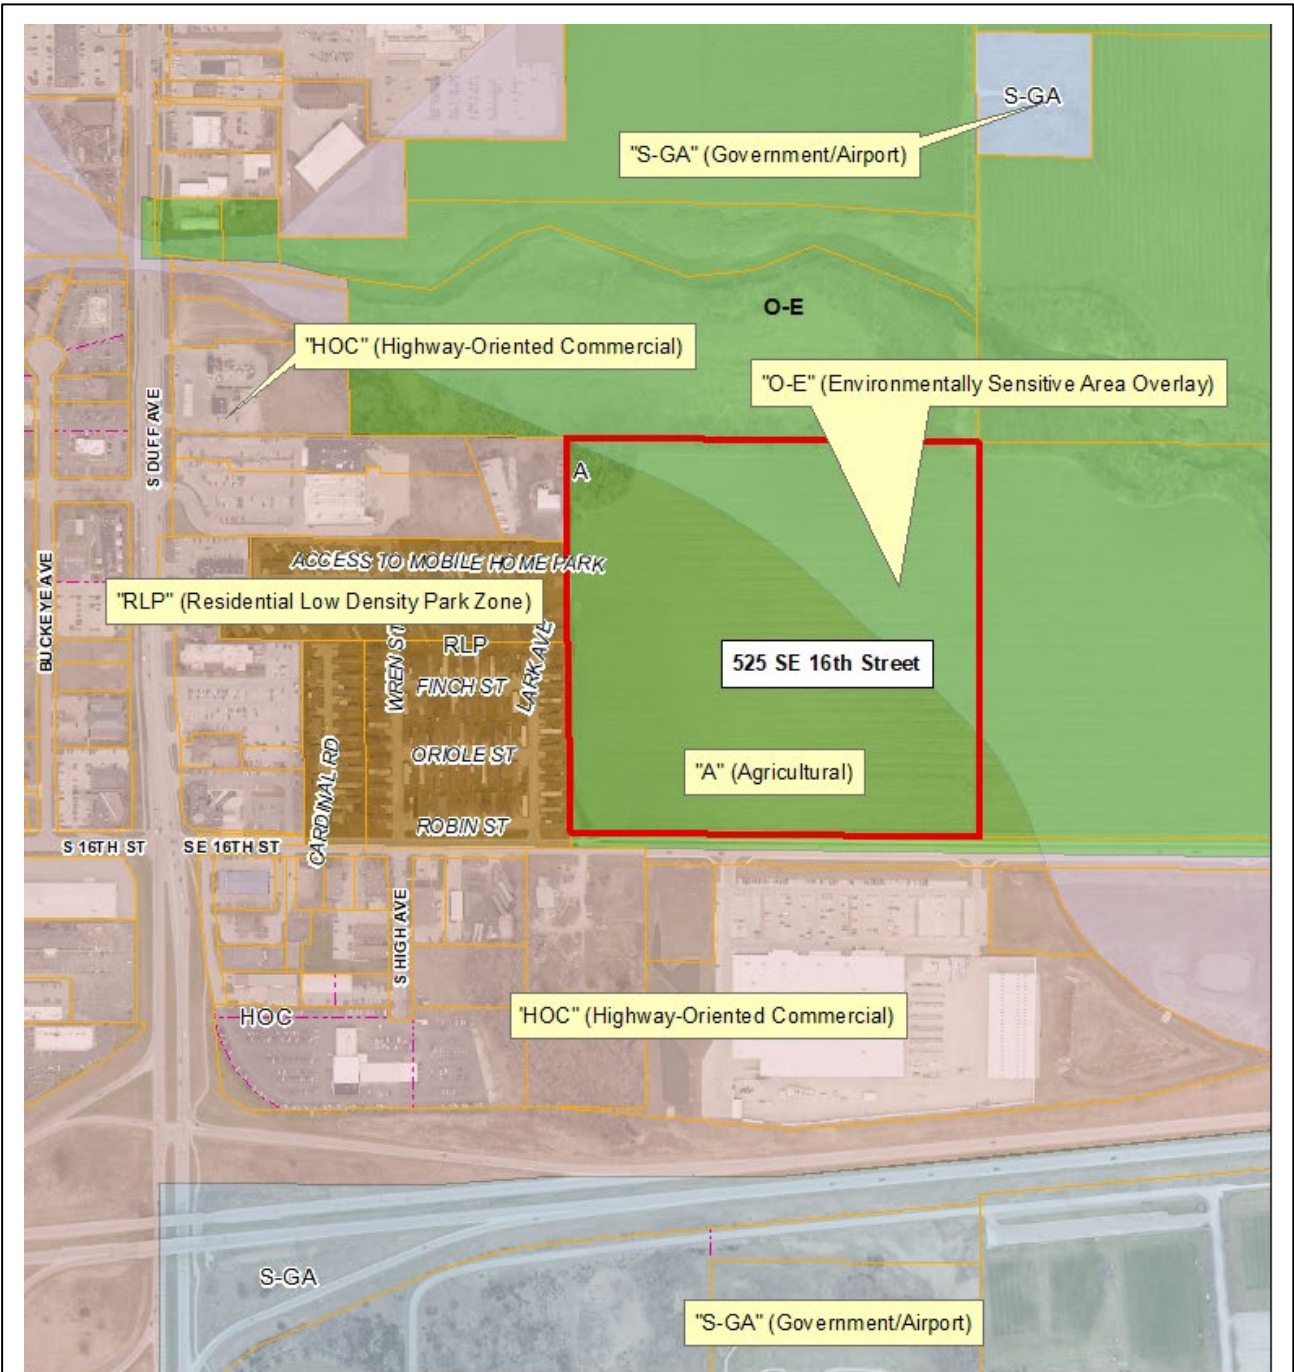 S-GA
"S-GA" (Government/Airport)
O-E
"HOC" (Highway-Oriented Commercial)
"O-E" (Environmentally Sensitive Area Overlay)
S DUFF AVE
A
ACCESS TO MOBILE HOME PARK
BUCKEYE AVE
"RLP" (Residential Low Density Park Zone)
WREN ST
RLP
LARK AVE
525 SE 16th Street
FINCH ST
ORIOLE ST
"A" (Agricultural)
CARDINAL RD
ROBIN ST
S 16TH ST
SE 16TH ST
S HIGH AVE
HOC
"HOC" (Highway-Oriented Commercial)
S-GA
"S-GA" (Government/Airport)